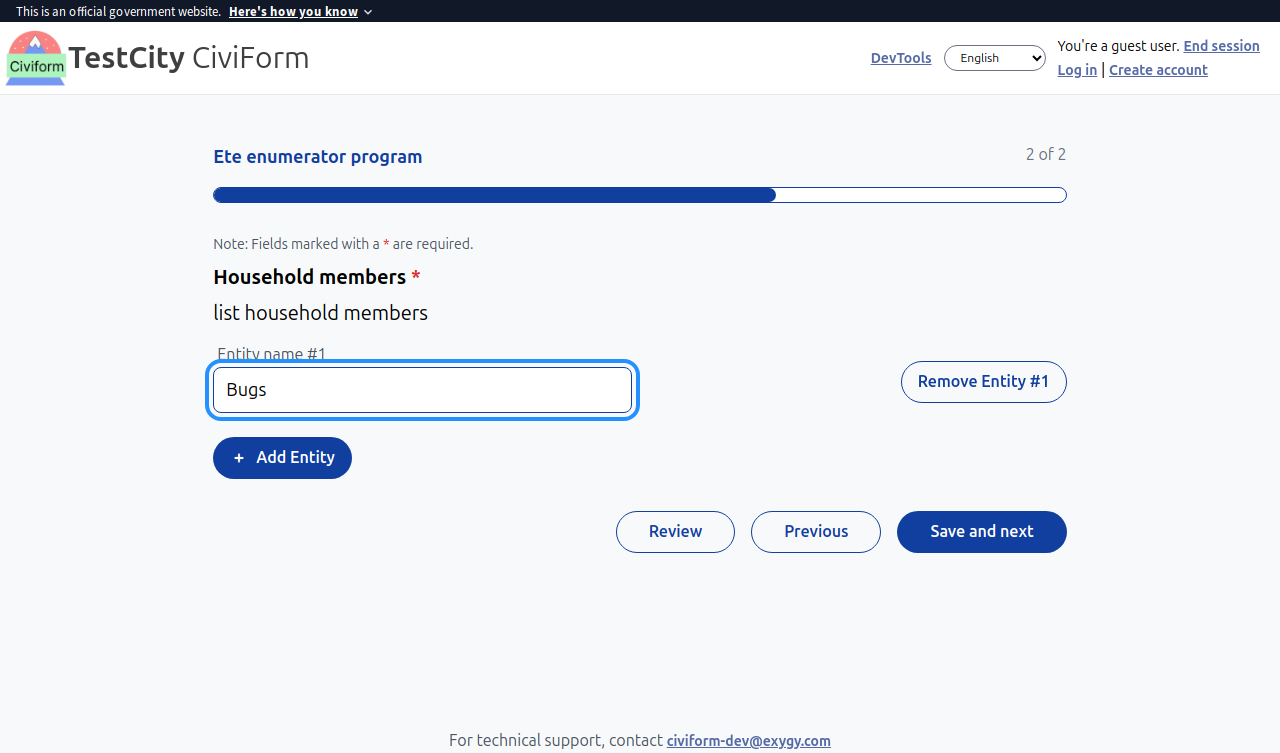 This is an official government website. Here's how you know
Civiform
TestCity CiviForm
DevTools
English
You're a guest user. End session
Log in | Create account
Ete enumerator program
2 of 2
Note: Fields marked with a * are required.
Household members *
list household members
Entity name #1
Bugs
Remove Entity #1
+ Add Entity
Review
Previous
Save and next
For technical support, contact civiform-dev@exygy.com